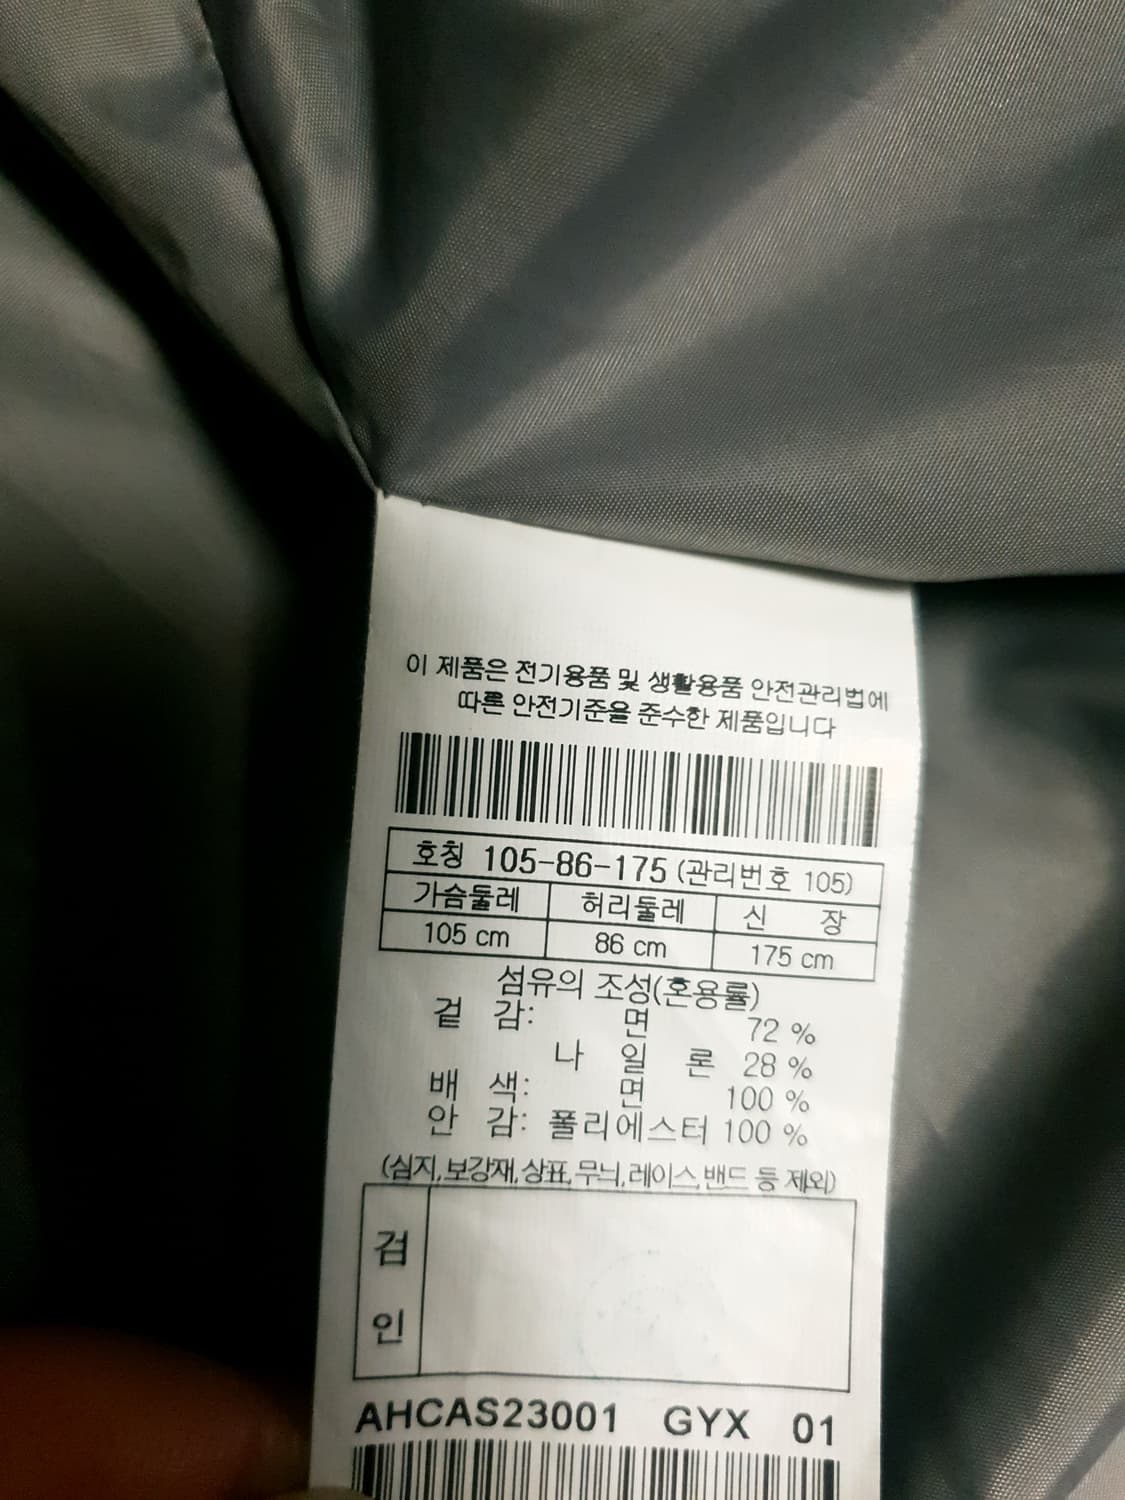 이 제품은 전기용품 및 생활용품 안전관리법에
따른 안전기준을 준수한 제품입니다
호칭 105-86-175 (관리번호 105)
가슴둘레 허리둘레 신 장
105 cm 86 cm 175 cm
섬유의 조성(혼용률)
겉 감: 면 72 %
나 일 론 28 %
배 색: 면 100 %
안 감: 폴리에스터 100 %
(심지,보강재,상표,무늬,레이스,밴드 등 제외)
검
인
AHCAS23001 GYX 01